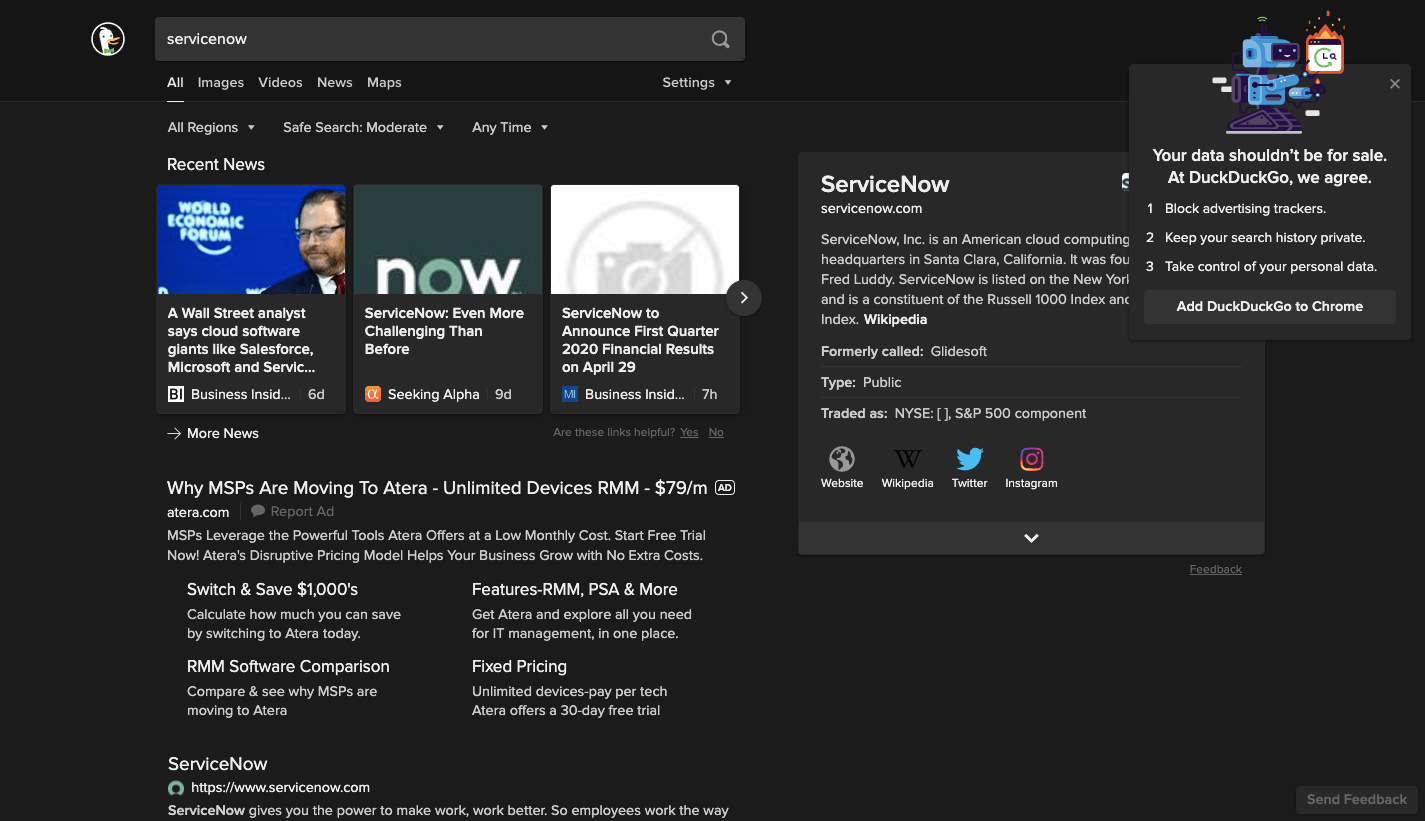 servicenow
All Images Videos News Maps Settings
All Regions Safe Search: Moderate Any Time
Recent News
WORLD
ECONOMIC
FORUM
A Wall Street analyst
says cloud software
giants like Salesforce,
Microsoft and Servic...
BI Business Insid... 6d
now
ServiceNow: Even More
Challenging Than
Before
α Seeking Alpha 9d
ServiceNow to
Announce First Quarter
2020 Financial Results
on April 29
MI Business Insid... 7h
More News
Are these links helpful? Yes No
Why MSPs Are Moving To Atera - Unlimited Devices RMM - $79/m AD
atera.com Report Ad
MSPs Leverage the Powerful Tools Atera Offers at a Low Monthly Cost. Start Free Trial
Now! Atera's Disruptive Pricing Model Helps Your Business Grow with No Extra Costs.
Switch & Save $1,000's
Calculate how much you can save
by switching to Atera today.
Features-RMM, PSA & More
Get Atera and explore all you need
for IT management, in one place.
RMM Software Comparison
Compare & see why MSPs are
moving to Atera
Fixed Pricing
Unlimited devices-pay per tech
Atera offers a 30-day free trial
ServiceNow
https://www.servicenow.com
ServiceNow gives you the power to make work, work better. So employees work the way
ServiceNow
servicenow.com
ServiceNow, Inc. is an American cloud computing
headquarters in Santa Clara, California. It was fou
Fred Luddy. ServiceNow is listed on the New York
and is a constituent of the Russell 1000 Index and
Index. Wikipedia
Formerly called: Glidesoft
Type: Public
Traded as: NYSE: [ ], S&P 500 component
Website Wikipedia Twitter Instagram
Feedback
Your data shouldn’t be for sale.
At DuckDuckGo, we agree.
1 Block advertising trackers.
2 Keep your search history private.
3 Take control of your personal data.
Add DuckDuckGo to Chrome
Send Feedback